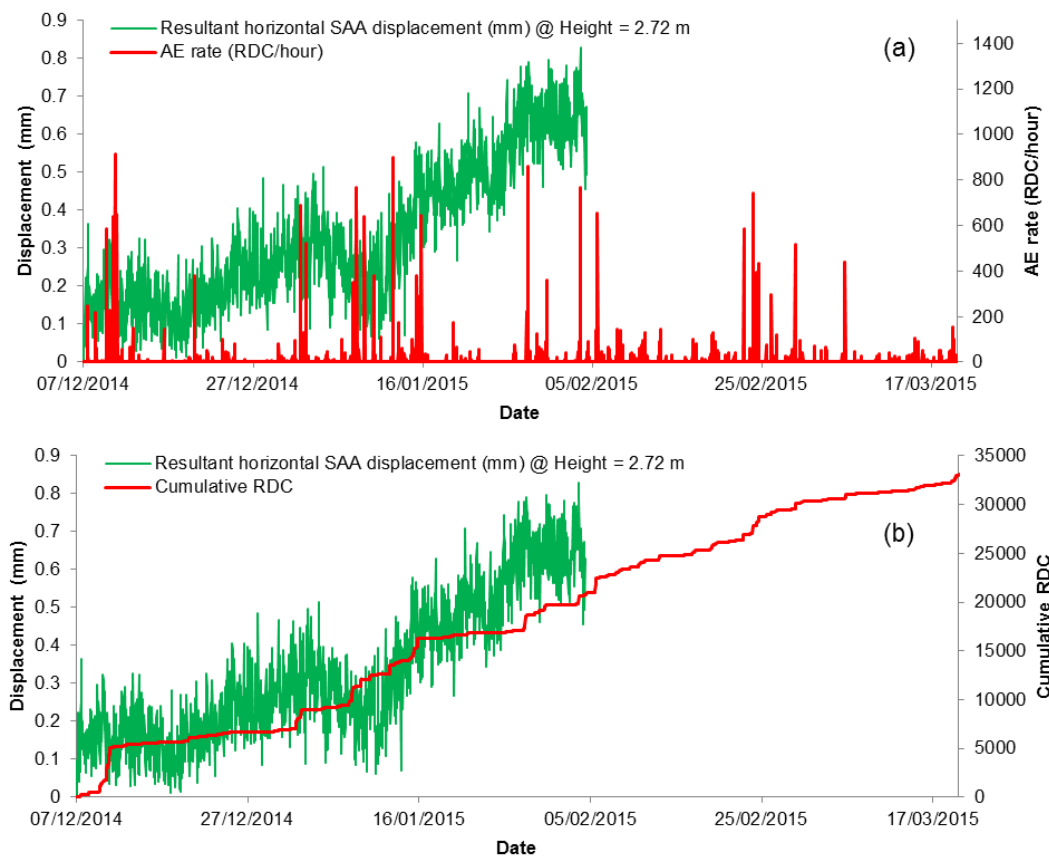 Resultant horizontal SAA displacement (mm) @ Height = 2.72 m
AE rate (RDC/hour)
(a)
Displacement (mm)
0.9
0.8
0.7
0.6
0.5
0.4
0.3
0.2
0.1
0
1400
1200
1000
800
600
400
200
0
AE rate (RDC/hour)
07/12/2014 27/12/2014 16/01/2015 05/02/2015 25/02/2015 17/03/2015
Date
Resultant horizontal SAA displacement (mm) @ Height = 2.72 m
Cumulative RDC
(b)
Displacement (mm)
0.9
0.8
0.7
0.6
0.5
0.4
0.3
0.2
0.1
0
35000
30000
25000
20000
15000
10000
5000
0
Cumulative RDC
07/12/2014 27/12/2014 16/01/2015 05/02/2015 25/02/2015 17/03/2015
Date